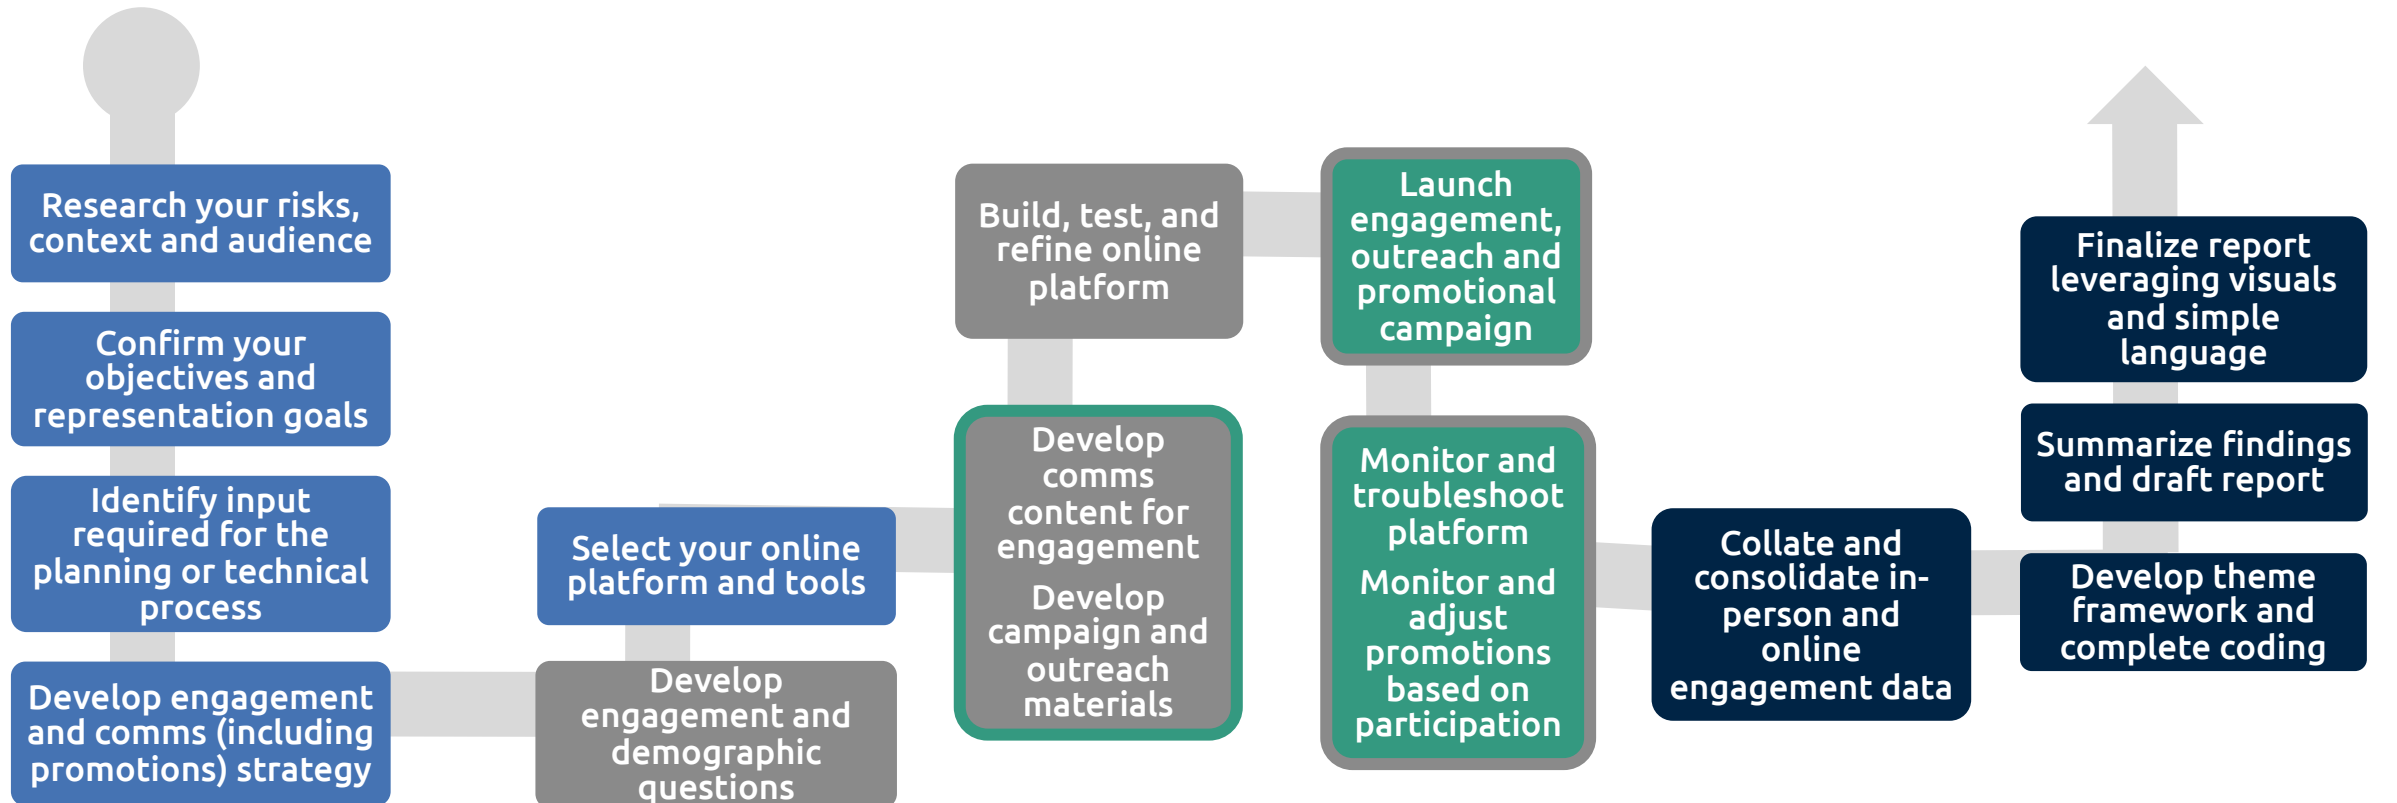 Research your risks,
context and audience
Confirm your
objectives and
representation goals
Identify input
required for the
planning or technical
process
Develop engagement
and comms (including
promotions) strategy
Develop
engagement and
demographic
questions
Select your online
platform and tools
Develop
comms
content for
engagement
Develop
campaign and
outreach
materials
Build, test, and
refine online
platform
Launch
engagement,
outreach and
promotional
campaign
Monitor and
troubleshoot
platform
Monitor and
adjust
promotions
based on
participation
Collate and
consolidate in-
person and
online
engagement data
Develop theme
framework and
complete coding
Summarize findings
and draft report
Finalize report
leveraging visuals
and simple
language